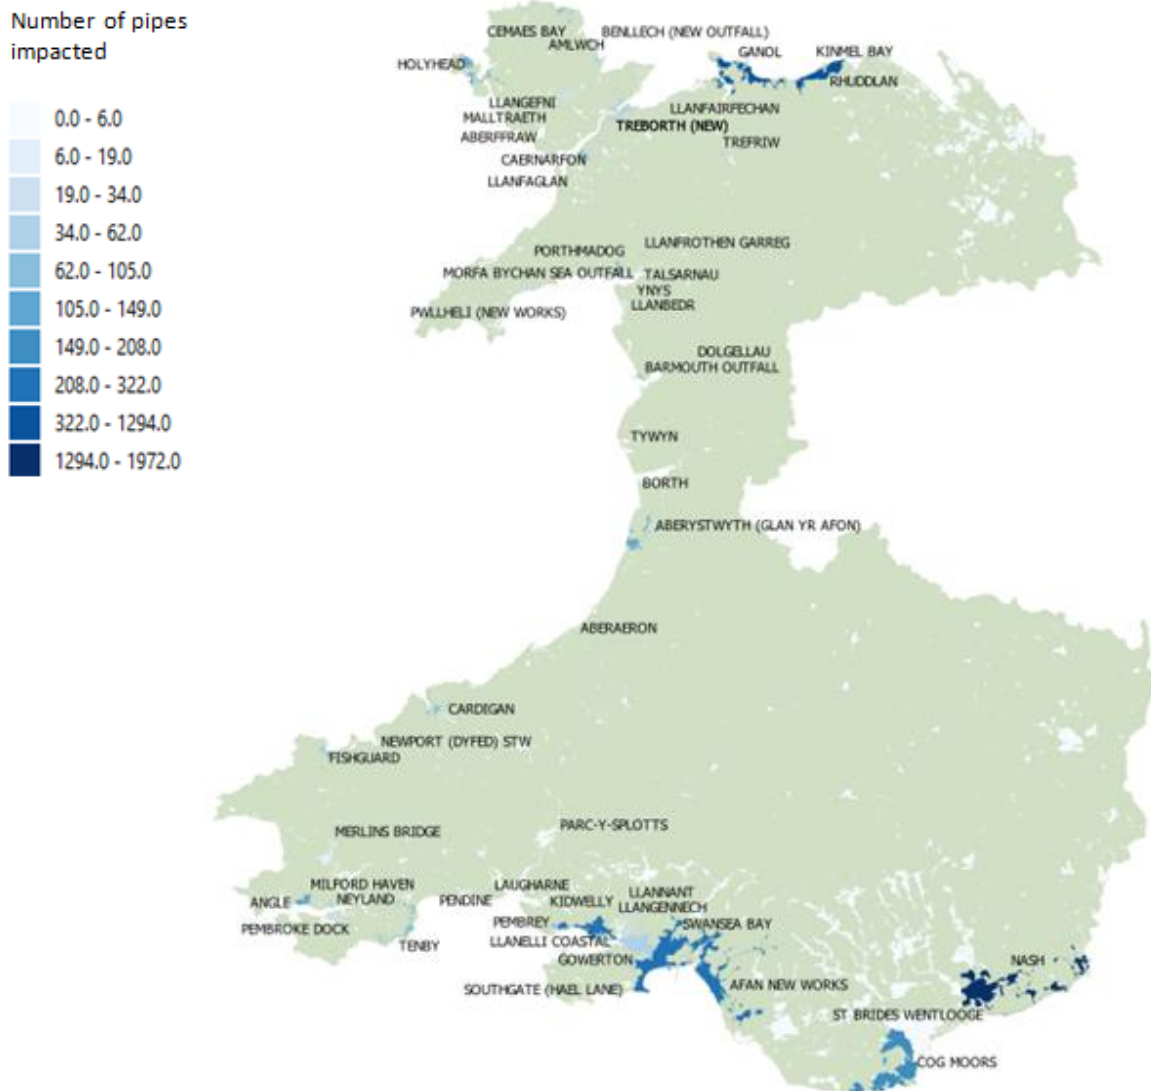 Number of pipes
impacted
0.0 - 6.0
6.0 - 19.0
19.0 - 34.0
34.0 - 62.0
62.0 - 105.0
105.0 - 149.0
149.0 - 208.0
208.0 - 322.0
322.0 - 1294.0
1294.0 - 1972.0
CEMAES BAY
BENLLECH (NEW OUTFALL)
AMLWCH
GANOL
KINMEL BAY
HOLYHEAD
RHUDDLAN
LLANGEFNI
LLANFAIRFECHAN
MALLTRAETH
TREBORTH (NEW)
ABERFFRAW
TREFRIW
CAERNARFON
LLANFAGLAN
LLANFROTHEN GARREG
PORTHMADOG
MORFA BYCHAN SEA OUTFALL
TALSARNAU
YNYS
LLANBEDR
PWLLHELI (NEW WORKS)
DOLGELLAU
BARMOUTH OUTFALL
TYWYN
BORTH
ABERYSTWYTH (GLAN YR AFON)
ABERAERON
CARDIGAN
NEWPORT (DYFED) STW
FISHGUARD
PARC-Y-SPLOTTS
MERLINS BRIDGE
MILFORD HAVEN
LAUGHARNE
LLANNANT
ANGLE
NEYLAND
PENDINE
KIDWELLY
LLANGENNECH
PEMBROKE DOCK
PEMBREY
SWANSEA BAY
TENBY
LLANELLI COASTAL
GOWERTON
NASH
SOUTHGATE (HAEL LANE)
AFAN NEW WORKS
ST BRIDES WENTLOOGE
COG MOORS